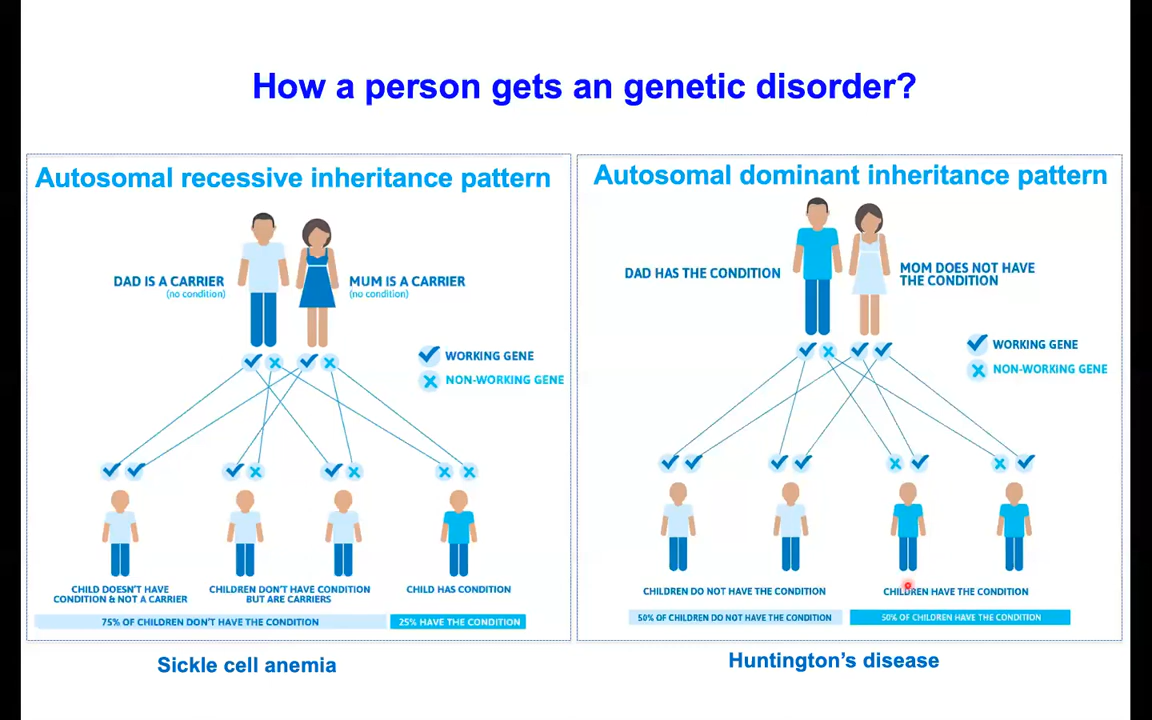 How a person gets an genetic disorder?
Autosomal recessive inheritance pattern
DAD IS A CARRIER
(no condition)
MUM IS A CARRIER
(no condition)
WORKING GENE
NON-WORKING GENE
CHILD DOESN'T HAVE
CONDITION & NOT A CARRIER
CHILDREN DON'T HAVE CONDITION
BUT ARE CARRIERS
CHILD HAS CONDITION
75% OF CHILDREN DON'T HAVE THE CONDITION
25% HAVE THE CONDITION
Sickle cell anemia
Autosomal dominant inheritance pattern
DAD HAS THE CONDITION
MOM DOES NOT HAVE
THE CONDITION
WORKING GENE
NON-WORKING GENE
CHILDREN DO NOT HAVE THE CONDITION
CHILDREN HAVE THE CONDITION
50% OF CHILDREN DO NOT HAVE THE CONDITION
50% OF CHILDREN HAVE THE CONDITION
Huntington's disease